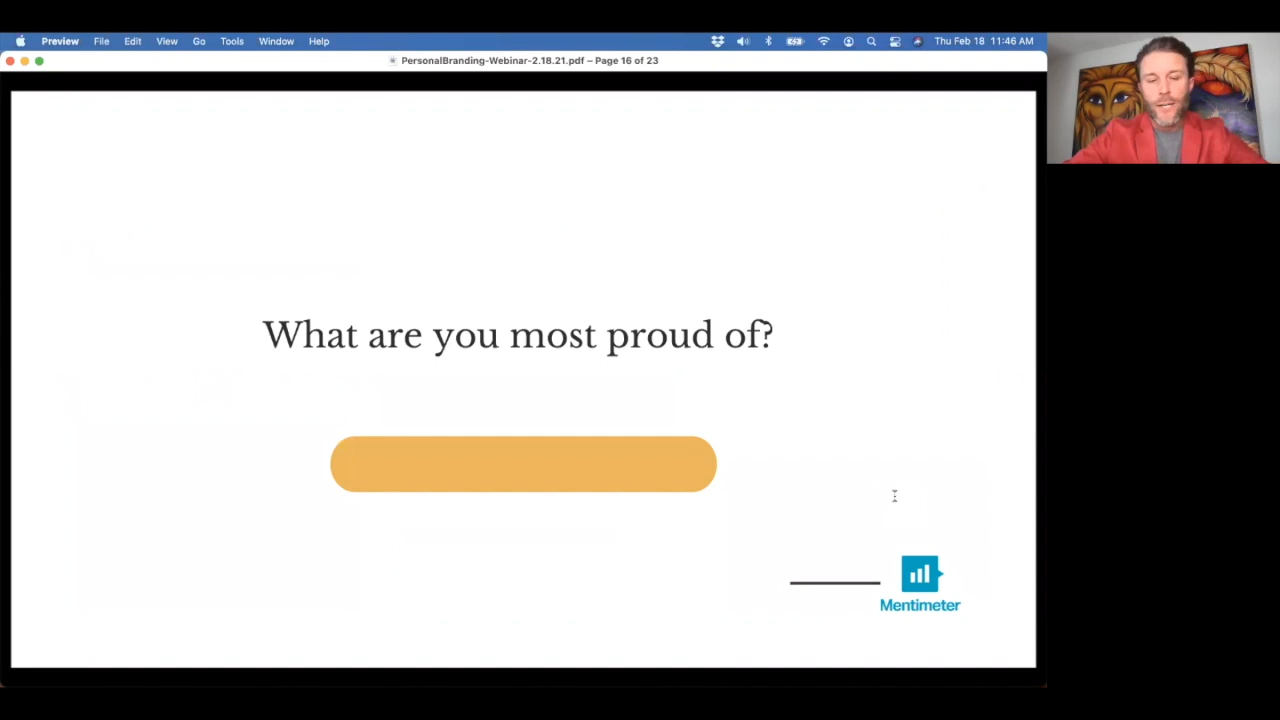 Preview File Edit View Go Tools Window Help Thu Feb 18 11:46 AM
PersonalBranding-Webinar-2.18.21.pdf – Page 16 of 23
What are you most proud of?
Mentimeter